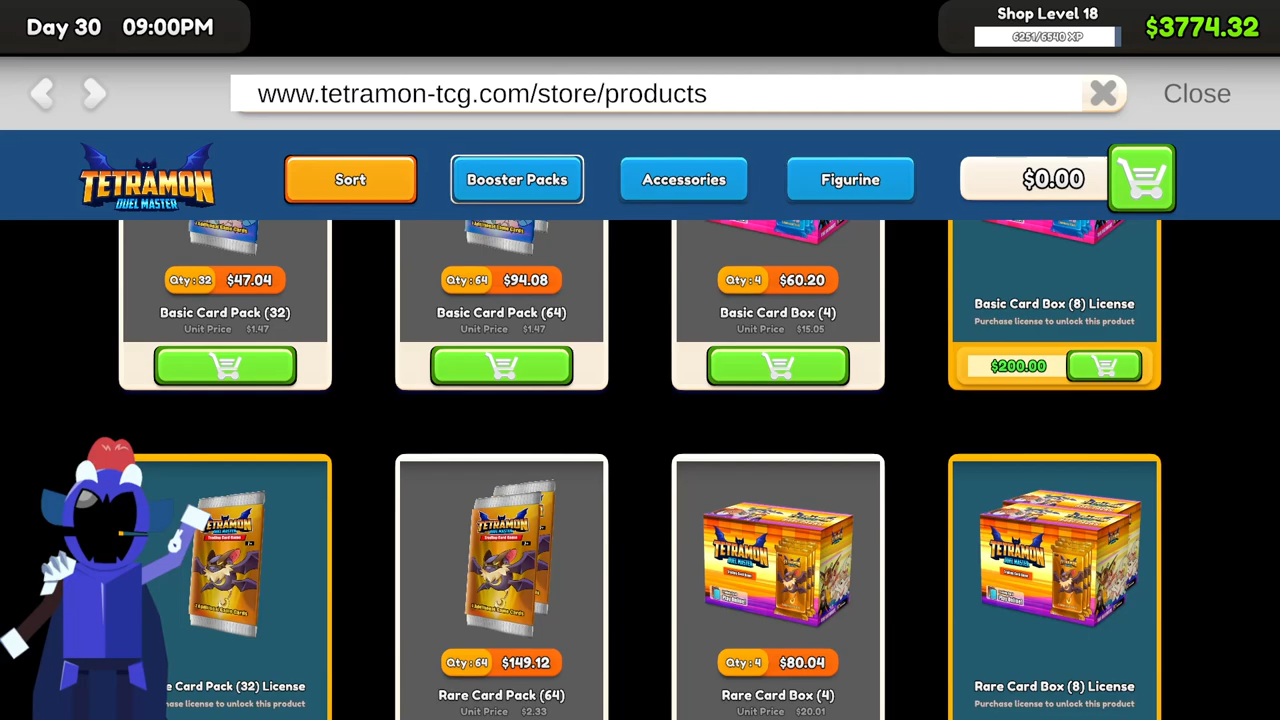 Day 30 09:00PM
Shop Level 18
6251/6540 XP
$3774.32
www.tetramon-tcg.com/store/products
Close
TETRAMON
DUEL MASTER
Sort
Booster Packs
Accessories
Figurine
$0.00
Qty : 32 $47.04
Basic Card Pack (32)
Unit Price $1.47
Qty : 64 $94.08
Basic Card Pack (64)
Unit Price $1.47
Qty : 4 $60.20
Basic Card Box (4)
Unit Price $15.05
Basic Card Box (8) License
Purchase license to unlock this product
$200.00
TETRAMON
e Card Pack (32) License
hase license to unlock this product
TETRAMON
Qty : 64 $149.12
Rare Card Pack (64)
Unit Price $2.33
TETRAMON
Qty : 4 $80.04
Rare Card Box (4)
Unit Price $20.01
TETRAMON
Rare Card Box (8) License
Purchase license to unlock this product